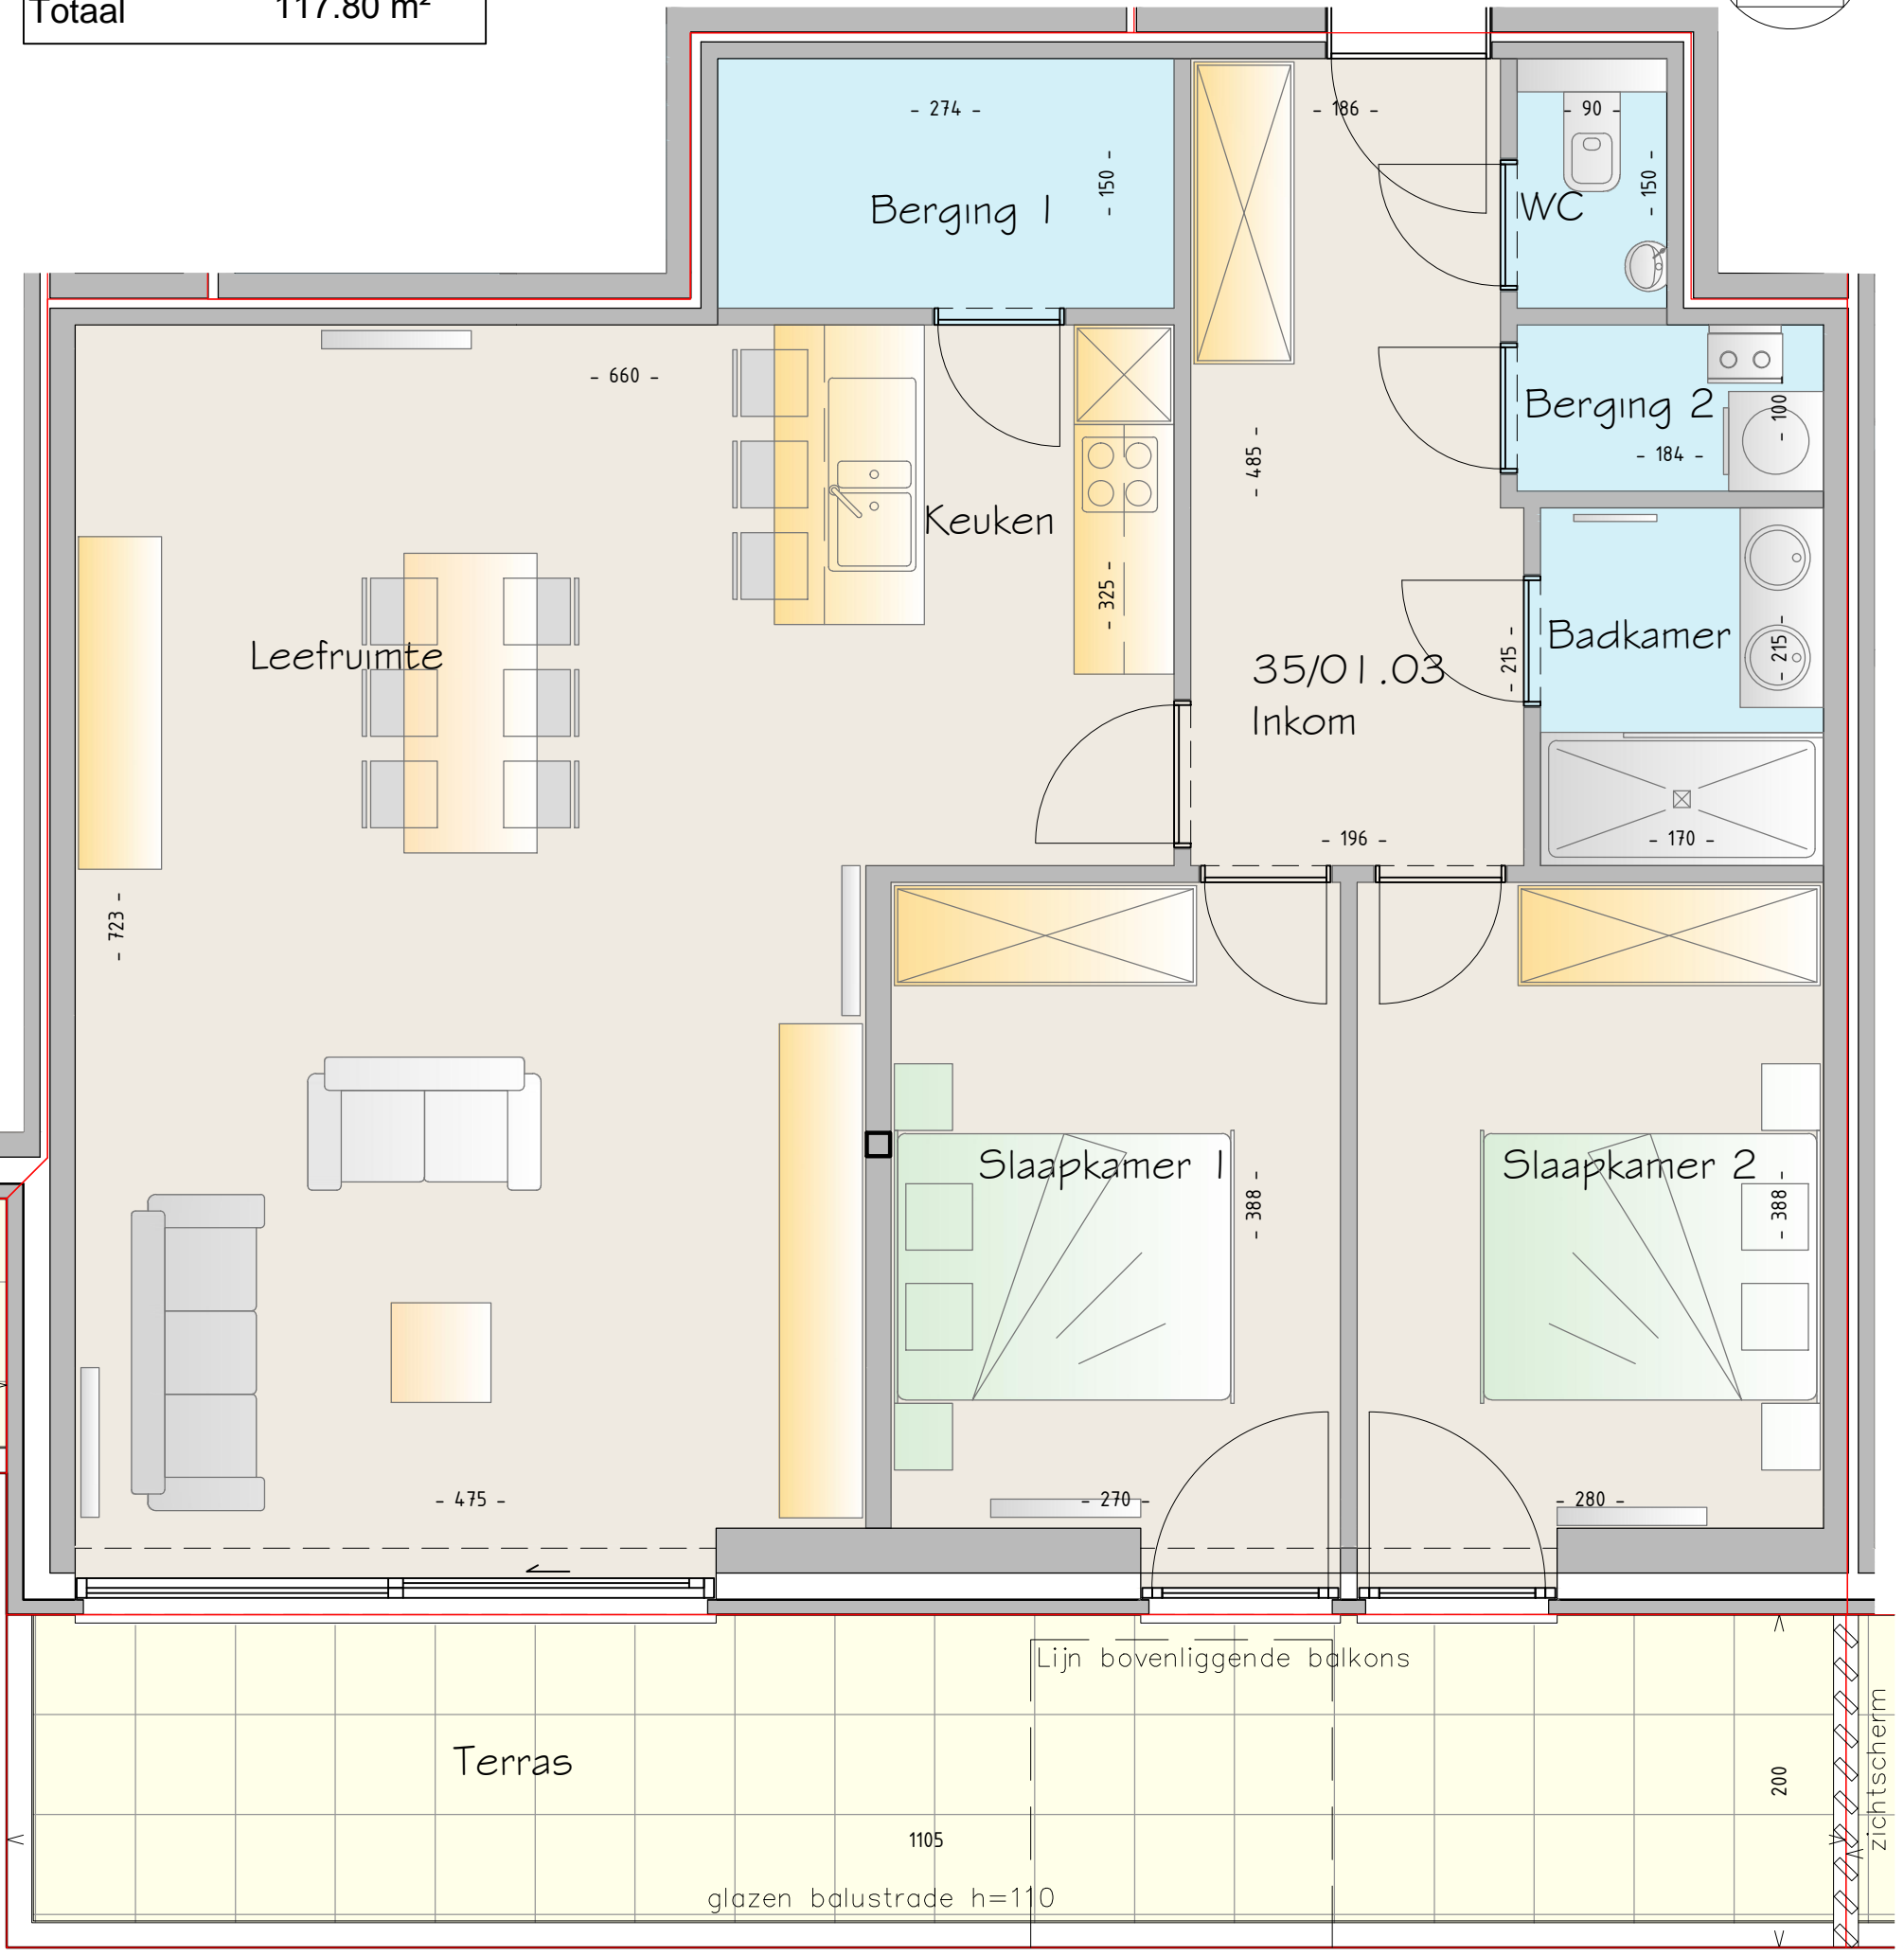 Totaal 117.80 m²
- 274 -
- 186 -
- 90 -
- 150 -
- 150 -
Berging 1
WC
- 660 -
Berging 2
- 100 -
- 184 -
- 485 -
Keuken
- 325 -
Leefruimte
35/01.03
Inkom
- 215 -
Badkamer
- 215 -
- 196 -
- 170 -
- 723 -
Slaapkamer 1
- 388 -
Slaapkamer 2
- 388 -
- 475 -
- 270 -
- 280 -
Lijn bovenliggende balkons
Terras
200
zichtscherm
1105
glazen balustrade h=110